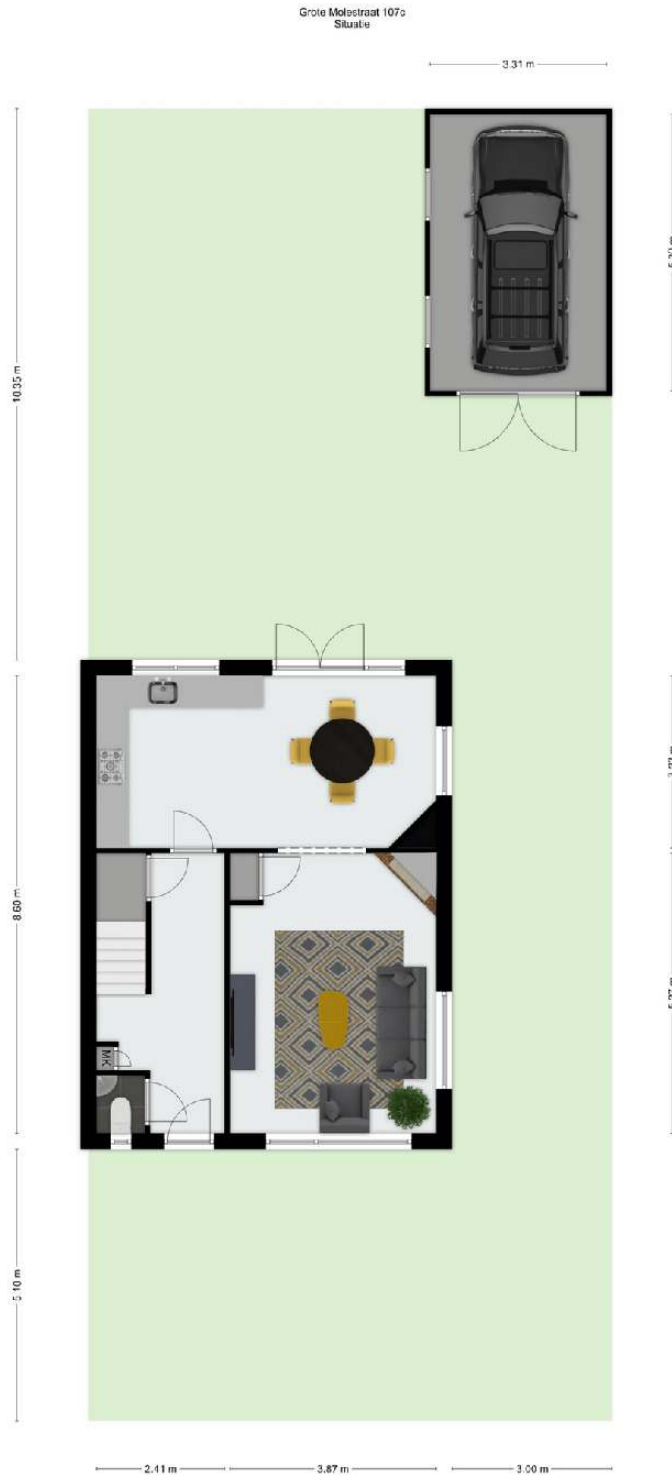 Grote Molestraat 107c
Situatie
3.31 m
10.35 m
8.60 m
MK
5.10 m
2.41 m
3.87 m
3.00 m